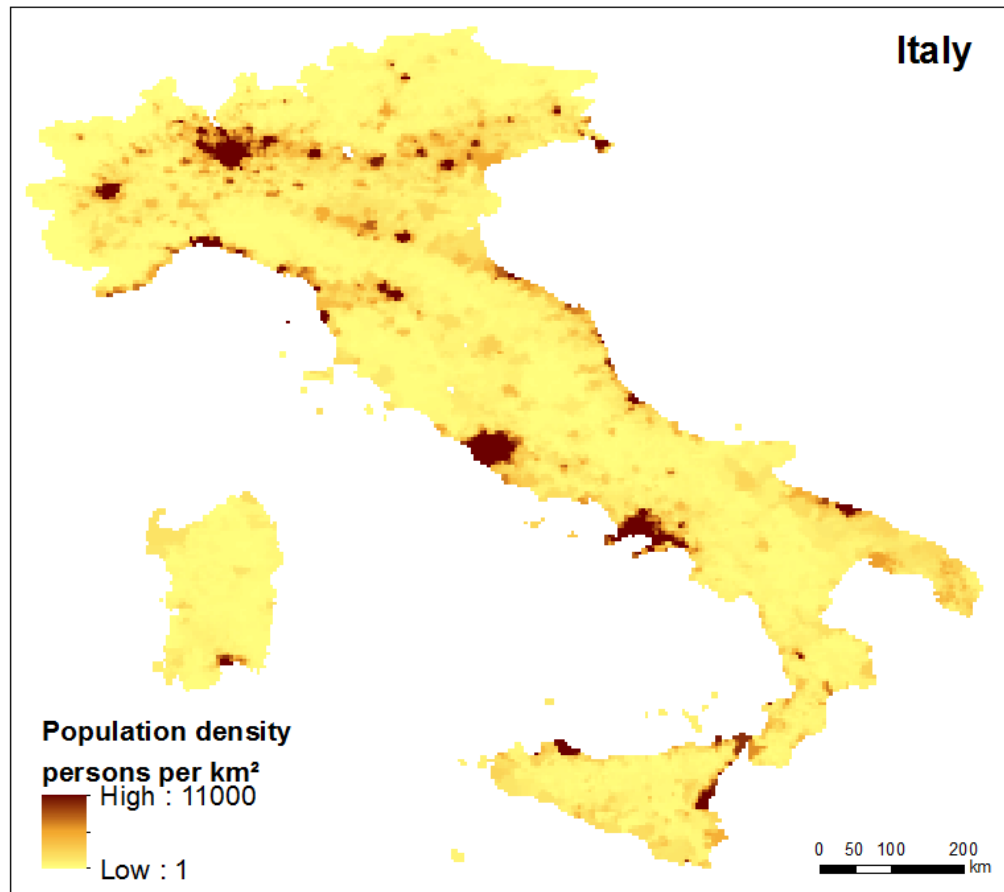 Italy
Population density
persons per km²
High : 11000
Low : 1
0 50 100 200
km